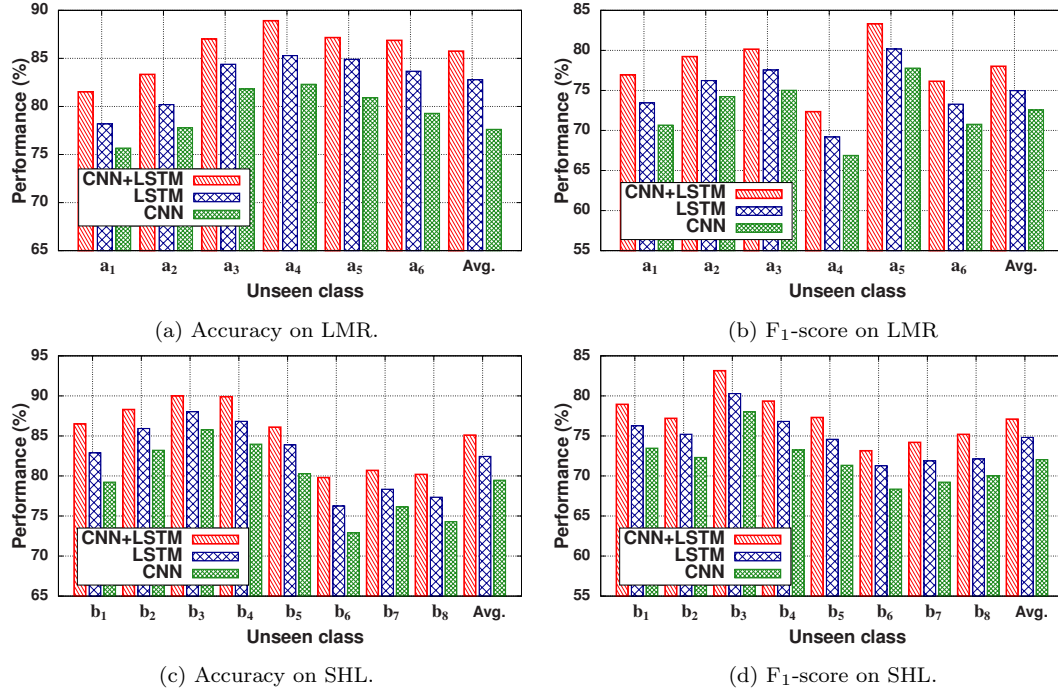 90
85
80
75
70
65
Performance (%)
CNN+LSTM
LSTM
CNN
a1 a2 a3 a4 a5 a6 Avg.
Unseen class
(a) Accuracy on LMR.
85
80
75
70
65
60
55
Performance (%)
CNN+LSTM
LSTM
CNN
a1 a2 a3 a4 a5 a6 Avg.
Unseen class
(b) F1-score on LMR
95
90
85
80
75
70
65
Performance (%)
CNN+LSTM
LSTM
CNN
b1 b2 b3 b4 b5 b6 b7 b8 Avg.
Unseen class
(c) Accuracy on SHL.
85
80
75
70
65
60
55
Performance (%)
CNN+LSTM
LSTM
CNN
b1 b2 b3 b4 b5 b6 b7 b8 Avg.
Unseen class
(d) F1-score on SHL.